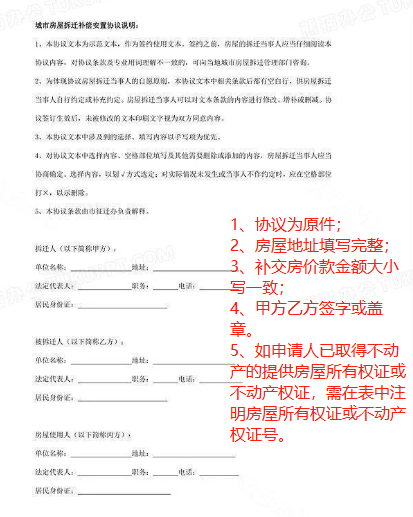 城市房屋拆迁补偿安置协议说明：
1、本协议文本为示范文本，作为签约使用文本。签约之前，房屋的拆迁当事人应当仔细阅读本
协议内容，对协议条款及专业用词理解不一致的，可向当地城市房屋拆迁管理部门咨询。
2、为体现协议房屋拆迁当事人的自愿原则，本协议文本中相关条款后都有空白行，供房屋拆迁
当事人自行约定或补充约定。房屋拆迁当事人可以对文本条款的内容进行修改、增补或删减。协
议签订生效后，未被修改的文本印刷文字视为双方同意内容。
3、本协议文本中涉及到的选择、填写内容以手写项为优先。
4、对协议文本中选择内容、空格部位填写及其他需要删除或添加的内容，房屋拆迁当事人应当
协商确定。选择内容，以划√方式选定；对实际情况未发生或当事人不作约定时，应在空格部位
打×，以示删除。
5、本协议条款由市征迁办负责解释。
拆迁人（以下简称甲方）：
单位名称：地址：
法定代表人：职务：电话：
居民身份证：
被拆迁人（以下简称乙方）：
单位名称：地址：
法定代表人：职务：电话：
居民身份证：
房屋使用人（以下简称丙方）：
单位名称：地址：
法定代表人：职务：电话：
居民身份证：
1、协议为原件；
2、房屋地址填写完整；
3、补交房价款金额大小
写一致；
4、甲方乙方签字或盖
章。
5、如申请人已取得不动
产的提供房屋所有权证或
不动产权证，需在表中注
明房屋所有权证或不动产
权证号。